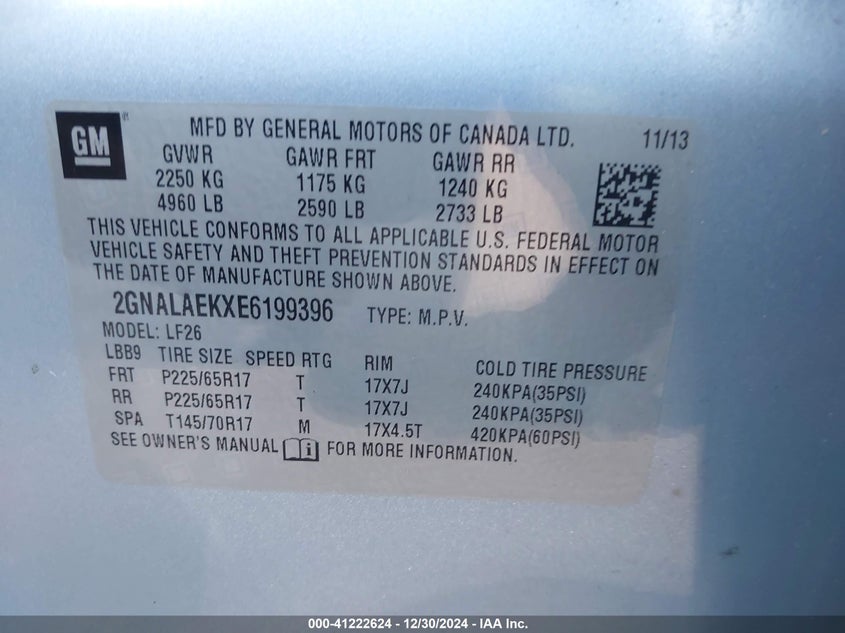 GM
MFD BY GENERAL MOTORS OF CANADA LTD. 11/13
GVWR GAWR FRT GAWR RR
2250 KG 1175 KG 1240 KG
4960 LB 2590 LB 2733 LB
THIS VEHICLE CONFORMS TO ALL APPLICABLE U.S. FEDERAL MOTOR
VEHICLE SAFETY AND THEFT PREVENTION STANDARDS IN EFFECT ON
THE DATE OF MANUFACTURE SHOWN ABOVE.
2GNALAEKXE6199396 TYPE: M.P.V.
MODEL: LF26
LBB9 TIRE SIZE SPEED RTG RIM COLD TIRE PRESSURE
FRT P225/65R17 T 17X7J 240KPA(35PSI)
RR P225/65R17 T 17X7J 240KPA(35PSI)
SPA T145/70R17 M 17X4.5T 420KPA(60PSI)
SEE OWNER'S MANUAL i FOR MORE INFORMATION.
000-41222624 - 12/30/2024 - IAA Inc.